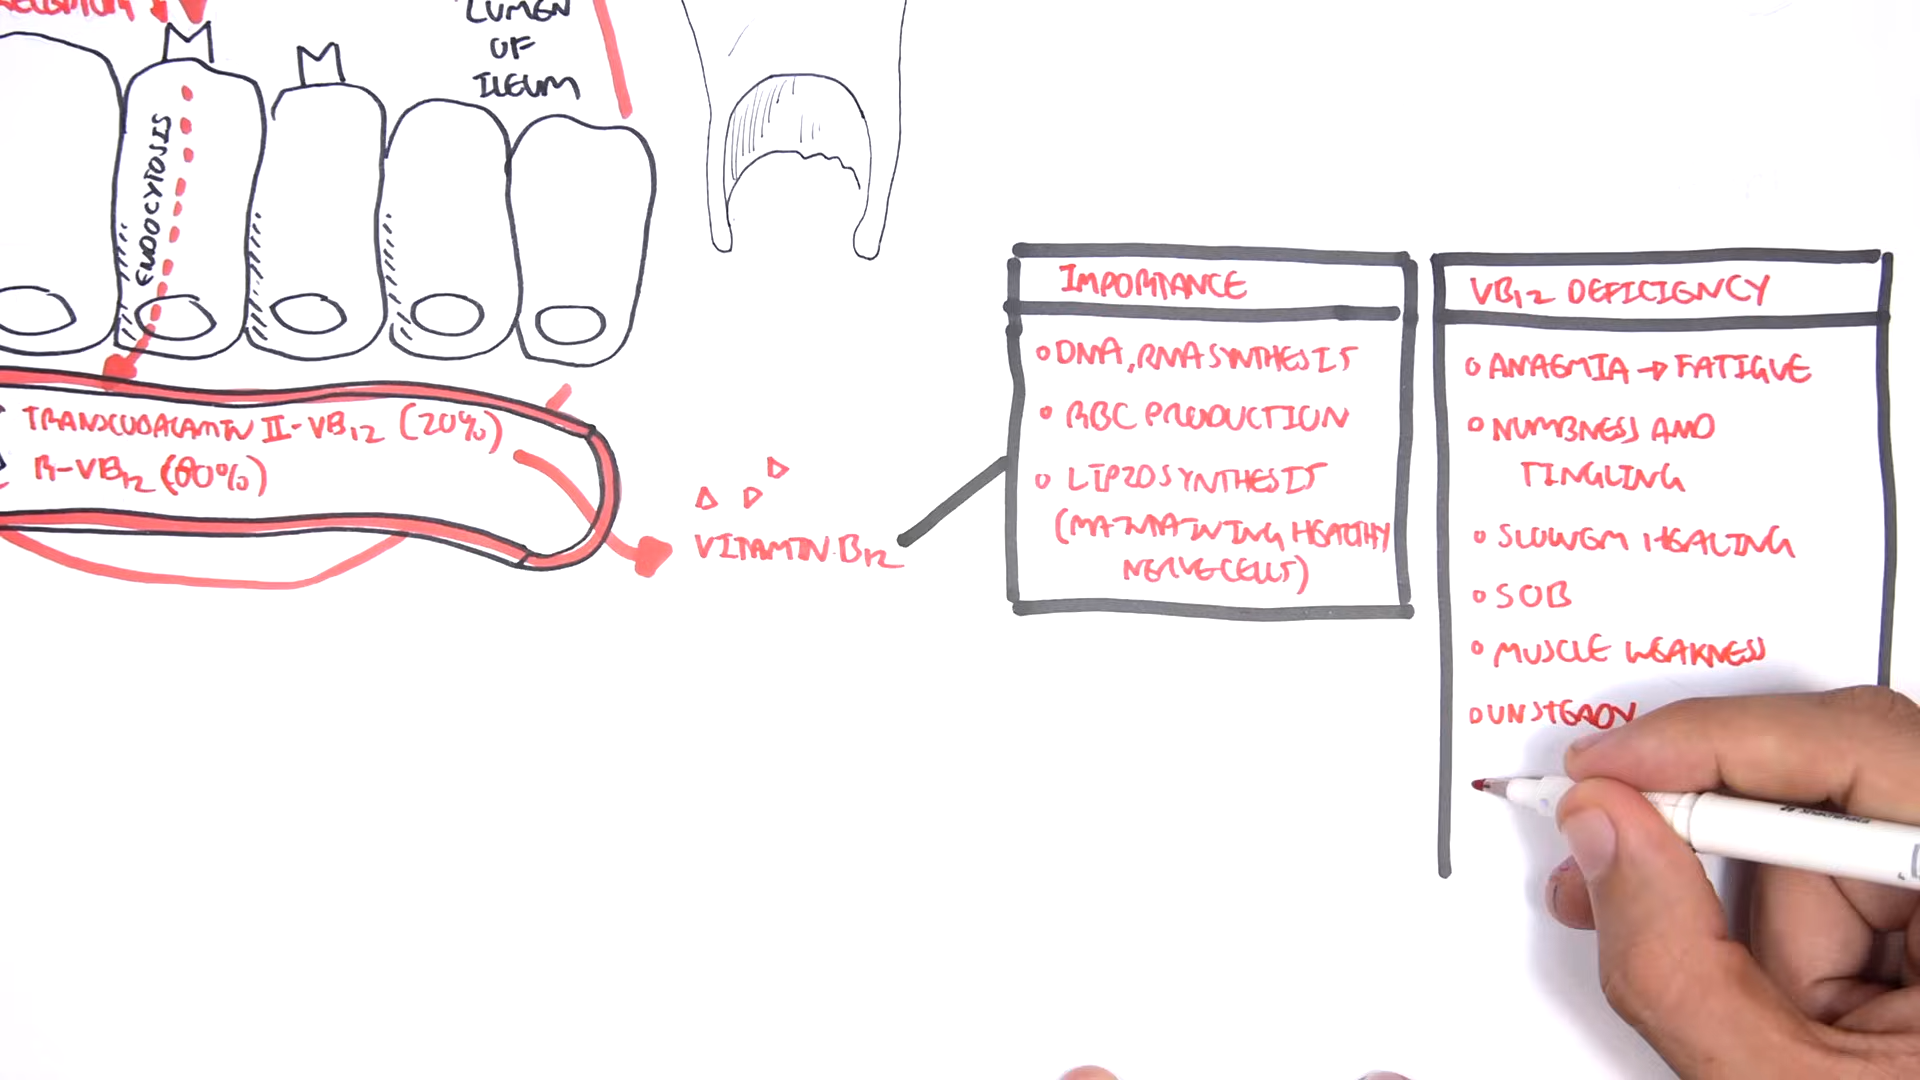 LUMEN
OF
ILEUM
ENDOCYTOSIS
TRANSCOBALAMIN II-VB12 (20%)
R-VB12 (80%)
VITAMIN B12
IMPORTANCE
DNA, RNA SYNTHESIS
RBC PRODUCTION
LIPID SYNTHESIS
(MAINTAINING HEALTHY
NERVE CELLS)
VB12 DEFICIENCY
ANAEMIA → FATIGUE
NUMBNESS AND
TINGLING
SLOWER HEALING
SOB
MUSCLE WEAKNESS
UNSTEADY